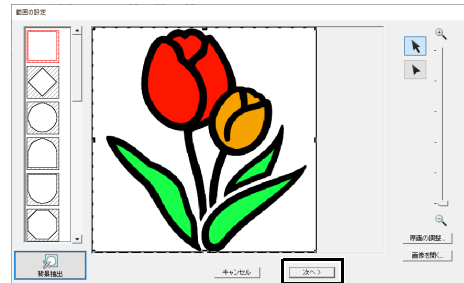 範囲の設定
原画の調整...
画像を開く...
背景抽出
キャンセル
次へ >